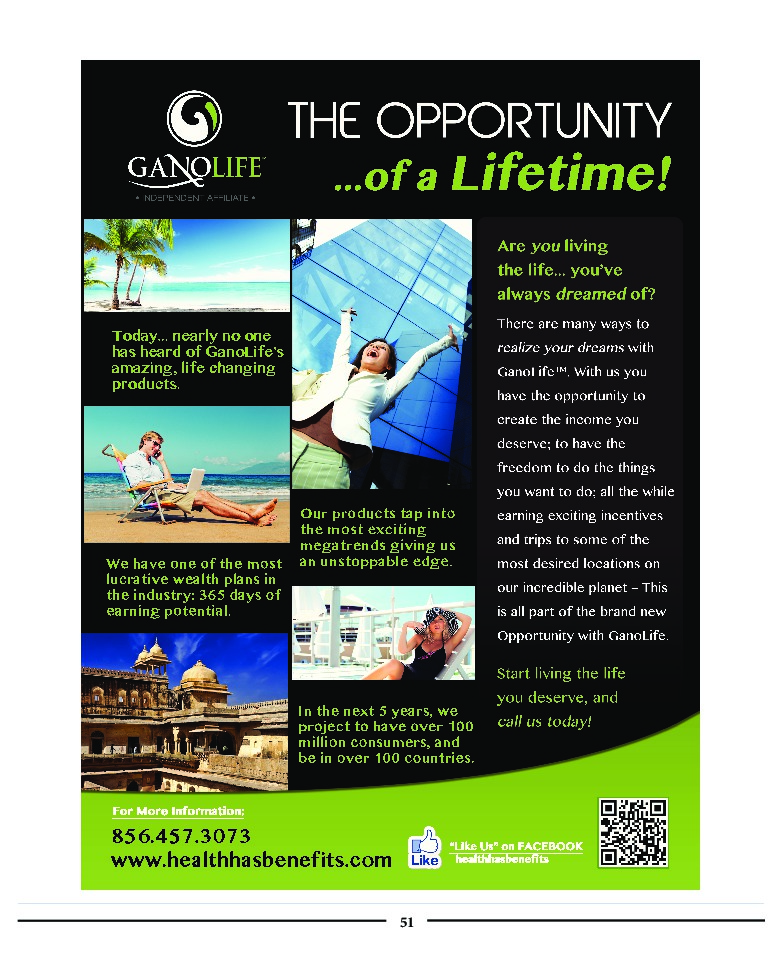 GANOLIFE
• INDEPENDENT AFFILIATE •
THE OPPORTUNITY
...of a Lifetime!
Today... nearly no one
has heard of GanoLife's
amazing, life changing
products.
We have one of the most
lucrative wealth plans in
the industry: 365 days of
earning potential.
Our products tap into
the most exciting
megatrends giving us
an unstoppable edge.
In the next 5 years, we
project to have over 100
million consumers, and
be in over 100 countries.
Are you living
the life... you've
always dreamed of?
There are many ways to
realize your dreams with
GanoLife™. With us you
have the opportunity to
create the income you
deserve; to have the
freedom to do the things
you want to do; all the while
earning exciting incentives
and trips to some of the
most desired locations on
our incredible planet – This
is all part of the brand new
Opportunity with GanoLife.
Start living the life
you deserve, and
call us today!
For More Information:
856.457.3073
www.healthhasbenefits.com
Like
"Like Us" on FACEBOOK
healthhasbenefits
51